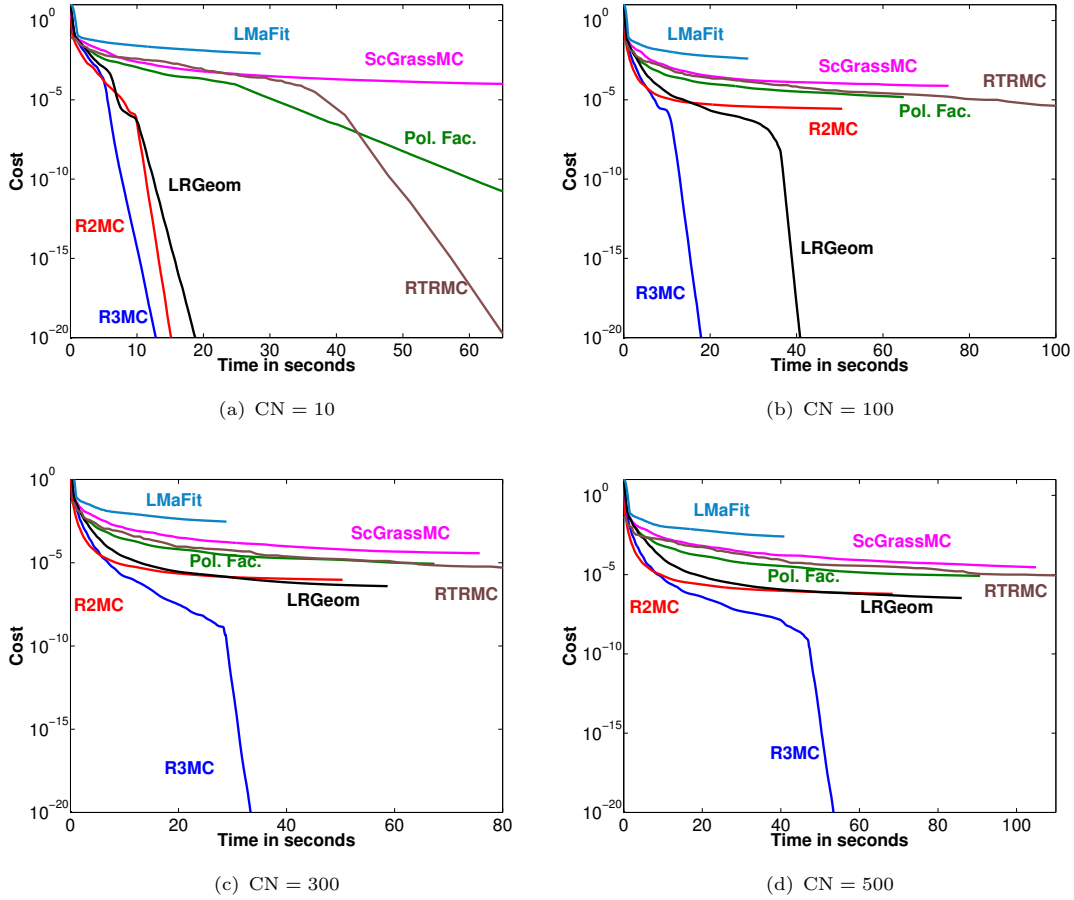 10^0
10^-5
10^-10
10^-15
10^-20
Cost
LMaFit
ScGrassMC
Pol. Fac.
LRGeom
R2MC
RTRMC
R3MC
0 10 20 30 40 50 60
Time in seconds
(a) CN = 10
10^0
10^-5
10^-10
10^-15
10^-20
Cost
LMaFit
ScGrassMC
RTRMC
Pol. Fac.
R2MC
LRGeom
R3MC
0 20 40 60 80 100
Time in seconds
(b) CN = 100
10^0
10^-5
10^-10
10^-15
10^-20
Cost
LMaFit
ScGrassMC
Pol. Fac.
RTRMC
LRGeom
R2MC
R3MC
0 20 40 60 80
Time in seconds
(c) CN = 300
10^0
10^-5
10^-10
10^-15
10^-20
Cost
LMaFit
ScGrassMC
Pol. Fac.
RTRMC
R2MC
LRGeom
R3MC
0 20 40 60 80 100
Time in seconds
(d) CN = 500